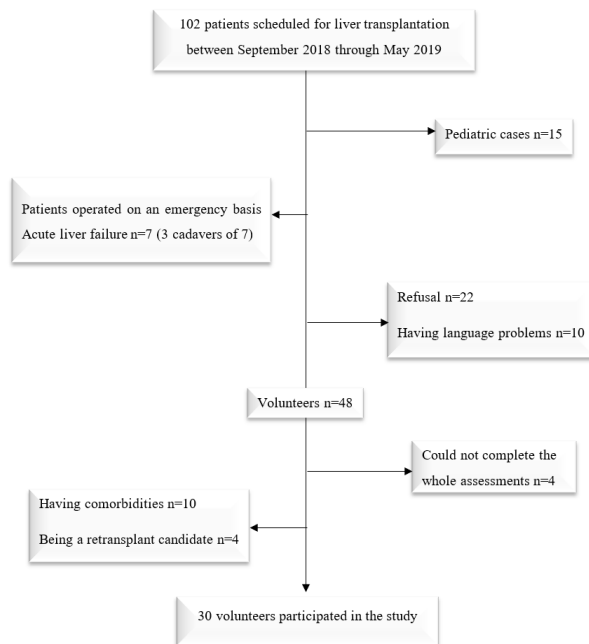 102 patients scheduled for liver transplantation
between September 2018 through May 2019
Pediatric cases n=15
Patients operated on an emergency basis
Acute liver failure n=7 (3 cadavers of 7)
Refusal n=22
Having language problems n=10
Volunteers n=48
Could not complete the
whole assessments n=4
Having comorbidities n=10
Being a retransplant candidate n=4
30 volunteers participated in the study